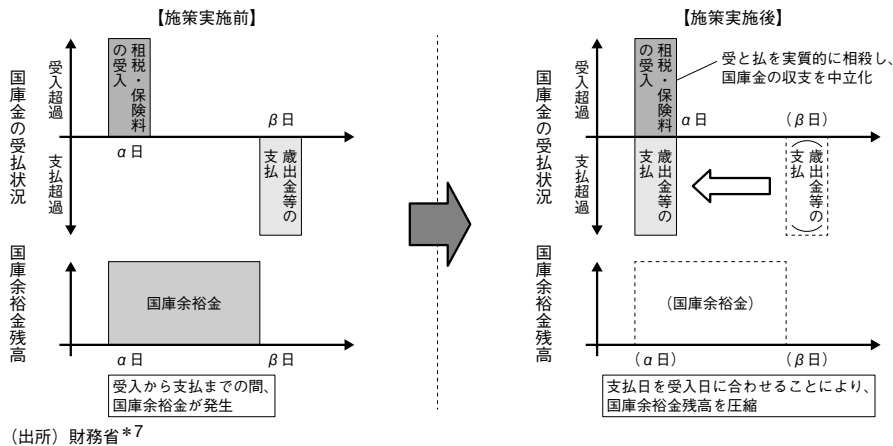 【施策実施前】
国庫金の受払状況
受入超過
支払超過
租税・保険料
の受入
α日
β日
歳出金等の
支払
国庫余裕金残高
国庫余裕金
α日
β日
受入から支払までの間、
国庫余裕金が発生
【施策実施後】
国庫金の受払状況
受入超過
支払超過
租税・保険料
の受入
受と払を実質的に相殺し、
国庫金の収支を中立化
α日
(β日)
歳出金等の
支払
(歳出金等の
支払)
国庫余裕金残高
(国庫余裕金)
(α日)
(β日)
支払日を受入日に合わせることにより、
国庫余裕金残高を圧縮
(出所)財務省*7